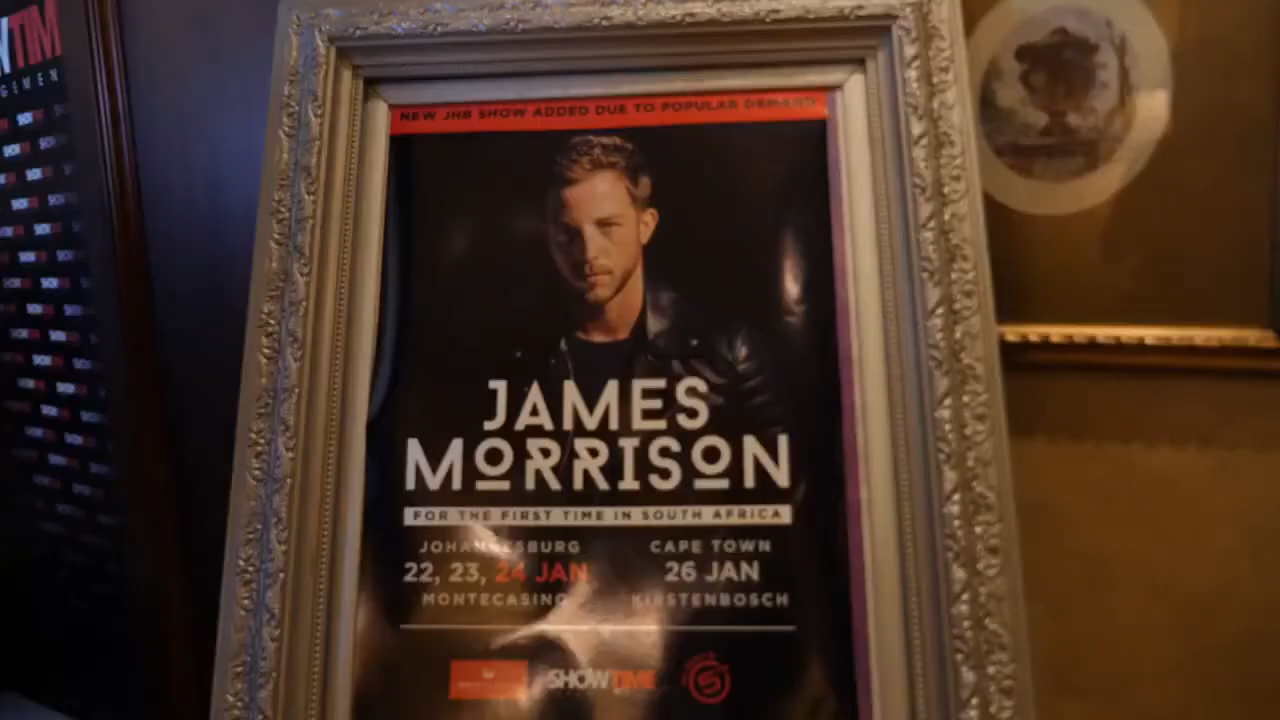 NEW JHB SHOW ADDED DUE TO POPULAR DEMAND
JAMES
MORRISON
FOR THE FIRST TIME IN SOUTH AFRICA
JOHANNESBURG
22, 23, 24 JAN
MONTECASINO
CAPE TOWN
26 JAN
KIRSTENBOSCH
SHOWTIME
5